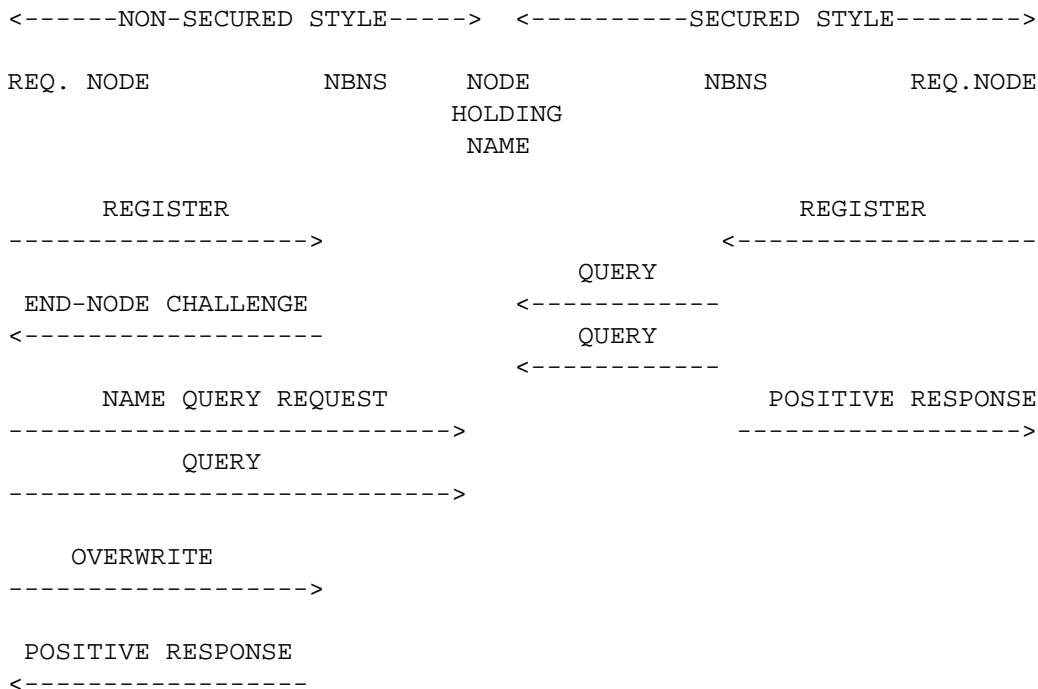 <------NON-SECURED STYLE-----> <----------SECURED STYLE-------->
REQ. NODE NBNS NODE NBNS REQ.NODE
HOLDING
NAME
REGISTER REGISTER
-------------------> <-------------------
QUERY
END-NODE CHALLENGE <------------
<------------------- QUERY
<------------
NAME QUERY REQUEST POSITIVE RESPONSE
----------------------------> ------------------>
QUERY
---------------------------->
OVERWRITE
------------------->
POSITIVE RESPONSE
<------------------